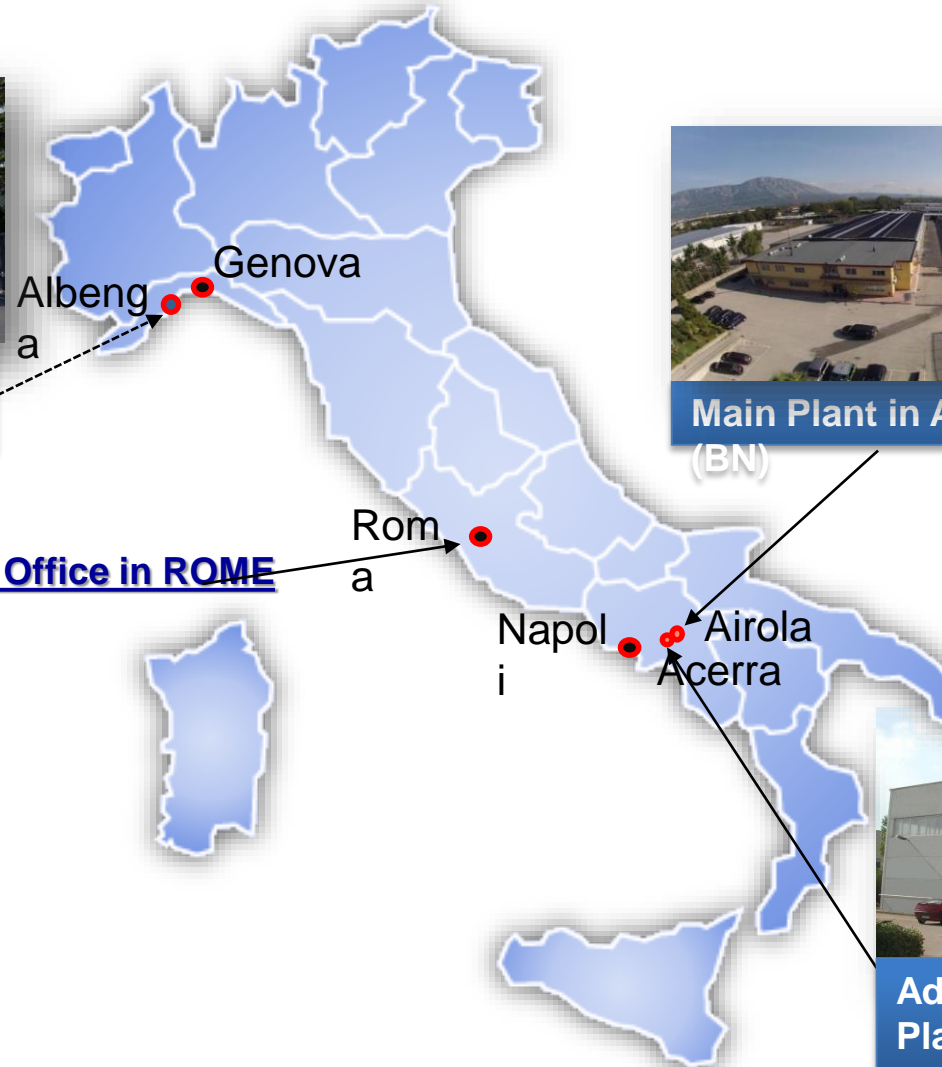 Genova
Albeng
a
Main Plant in A
(BN)
Rom
a
Office in ROME
Napol
i
Airola
Acerra
Ad
Pla